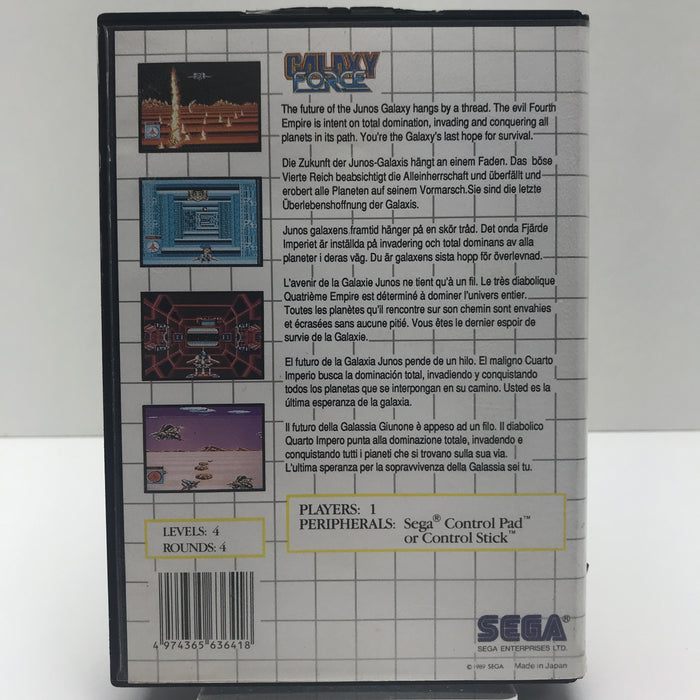 GALAXY
FORCE
The future of the Junos Galaxy hangs by a thread. The evil Fourth
Empire is intent on total domination, invading and conquering all
planets in its path. You're the Galaxy's last hope for survival.
Die Zukunft der Junos-Galaxis hängt an einem Faden. Das böse
Vierte Reich beabsichtigt die Alleinherrschaft und überfällt und
erobert alle Planeten auf seinem Vormarsch.Sie sind die letzte
Überlebenshoffnung der Galaxis.
Junos galaxens framtid hänger på en skör tråd. Det onda Fjärde
Imperiet är inställda på invadering och total dominans av alla
planeter i deras väg. Du är galaxens sista hopp för överlevnad.
L'avenir de la Galaxie Junos ne tient qu'à un fil. Le très diabolique
Quatrième Empire est déterminé à dominer l'univers entier.
Toutes les planètes qu'il rencontre sur son chemin sont envahies
et écrasées sans aucune pitié. Vous êtes le dernier espoir de
survie de la Galaxie.
El futuro de la Galaxia Junos pende de un hilo. El maligno Cuarto
Imperio busca la dominación total, invadiendo y conquistando
todos los planetas que se interpongan en su camino. Usted es la
última esperanza de la galaxia.
Il futuro della Galassia Giunone è appeso ad un filo. Il diabolico
Quarto Impero punta alla dominazione totale, invadendo e
conquistando tutti i pianeti che si trovano sulla sua via.
L'ultima speranza per la sopravvivenza della Galassia sei tu.
LEVELS: 4
ROUNDS: 4
PLAYERS: 1
PERIPHERALS: Sega® Control Pad™
or Control Stick™
4 974365 636418
SEGA®
SEGA ENTERPRISES LTD.
© 1989 SEGA Made in Japan